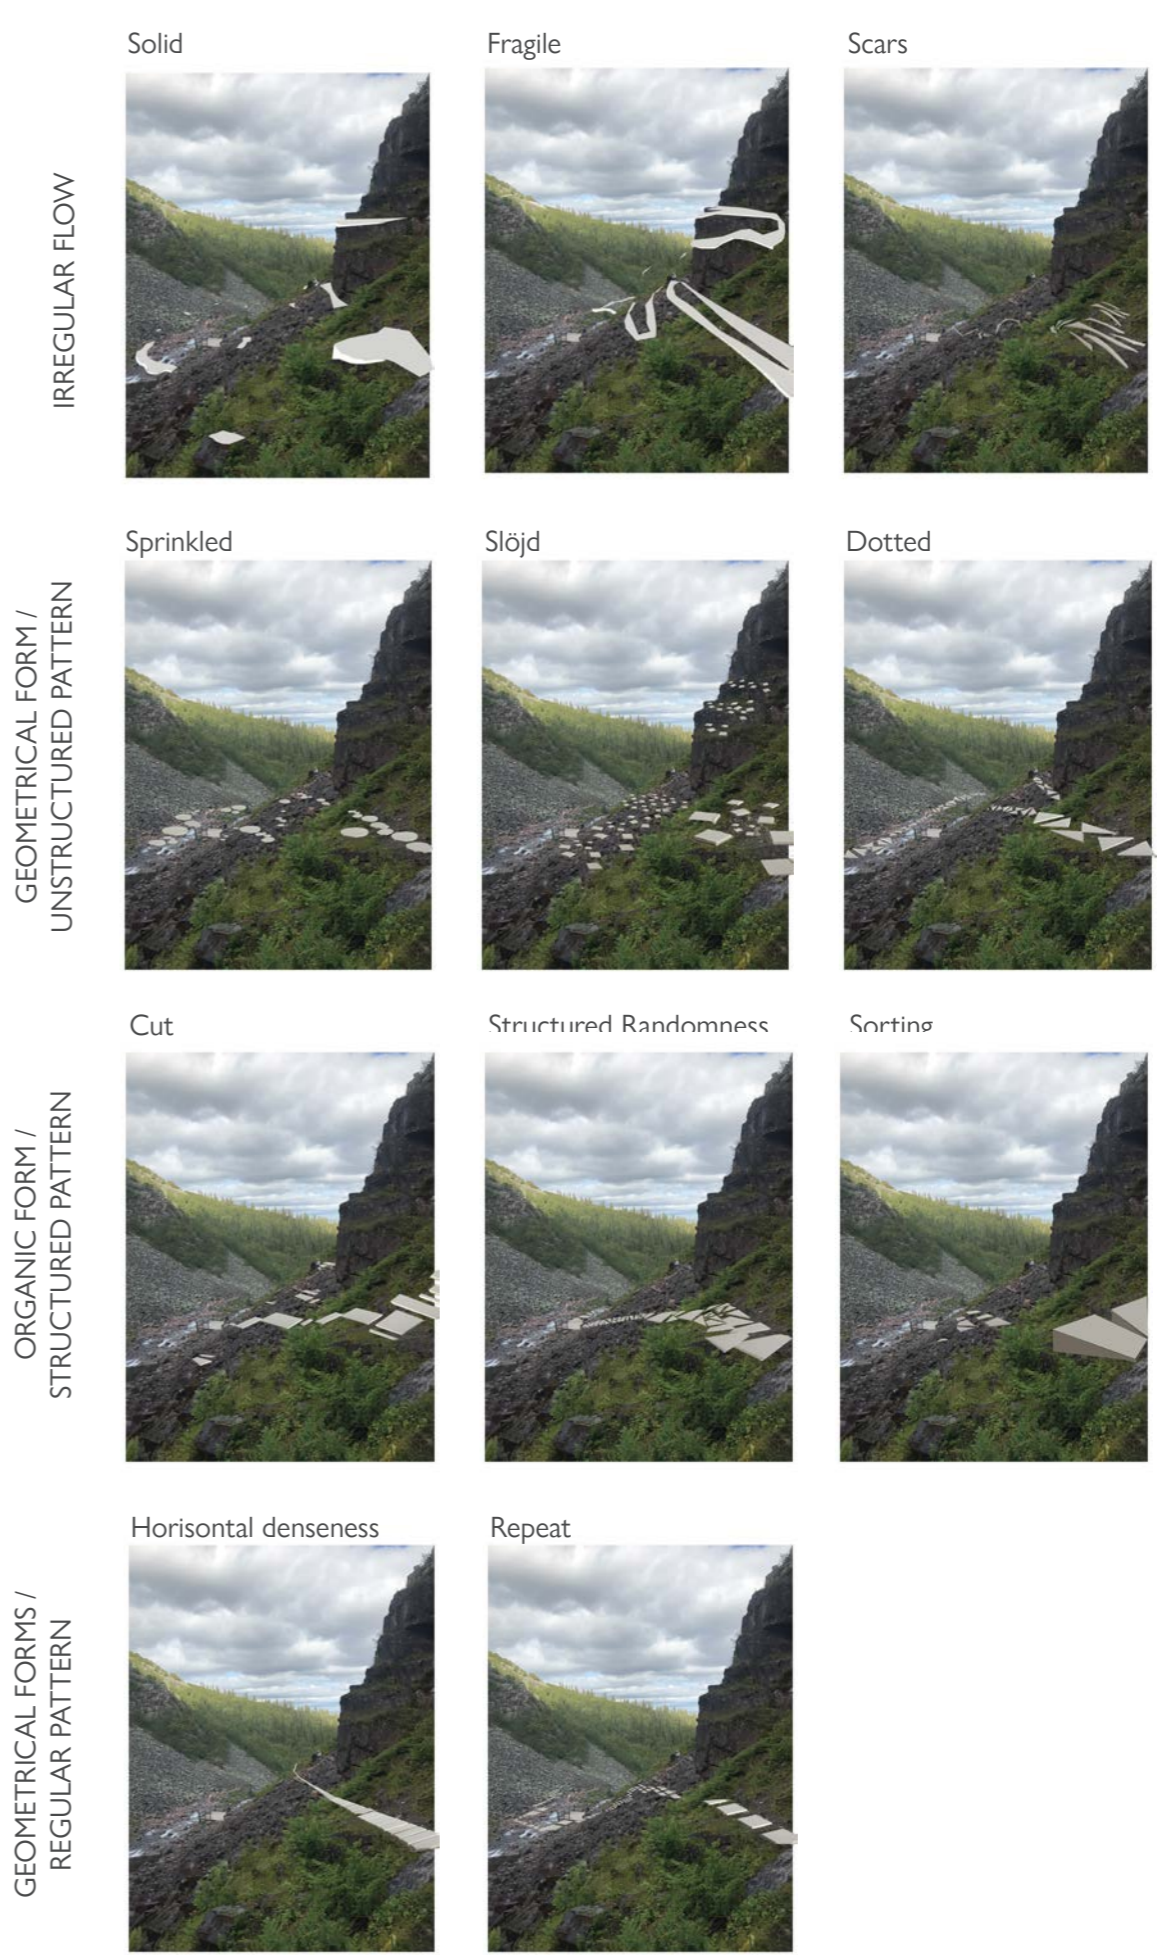 Solid
Fragile
Scars
IRREGULAR FLOW
Sprinkled
Slöjd
Dotted
GEOMETRICAL FORM /
UNSTRUCTURED PATTERN
Cut
Structured Randomness
Sorting
ORGANIC FORM /
STRUCTURED PATTERN
Horisontal denseness
Repeat
GEOMETRICAL FORMS /
REGULAR PATTERN